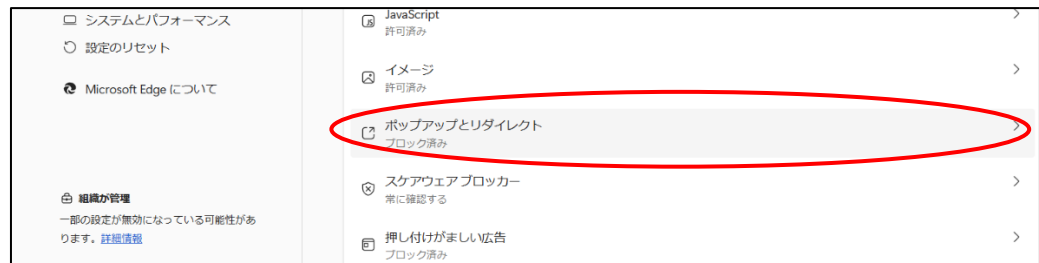 システムとパフォーマンス
設定のリセット
Microsoft Edge について
組織が管理
一部の設定が無効になっている可能性があ
ります。詳細情報
JavaScript
許可済み
イメージ
許可済み
ポップアップとリダイレクト
ブロック済み
スケアウェア ブロッカー
常に確認する
押し付けがましい広告
ブロック済み